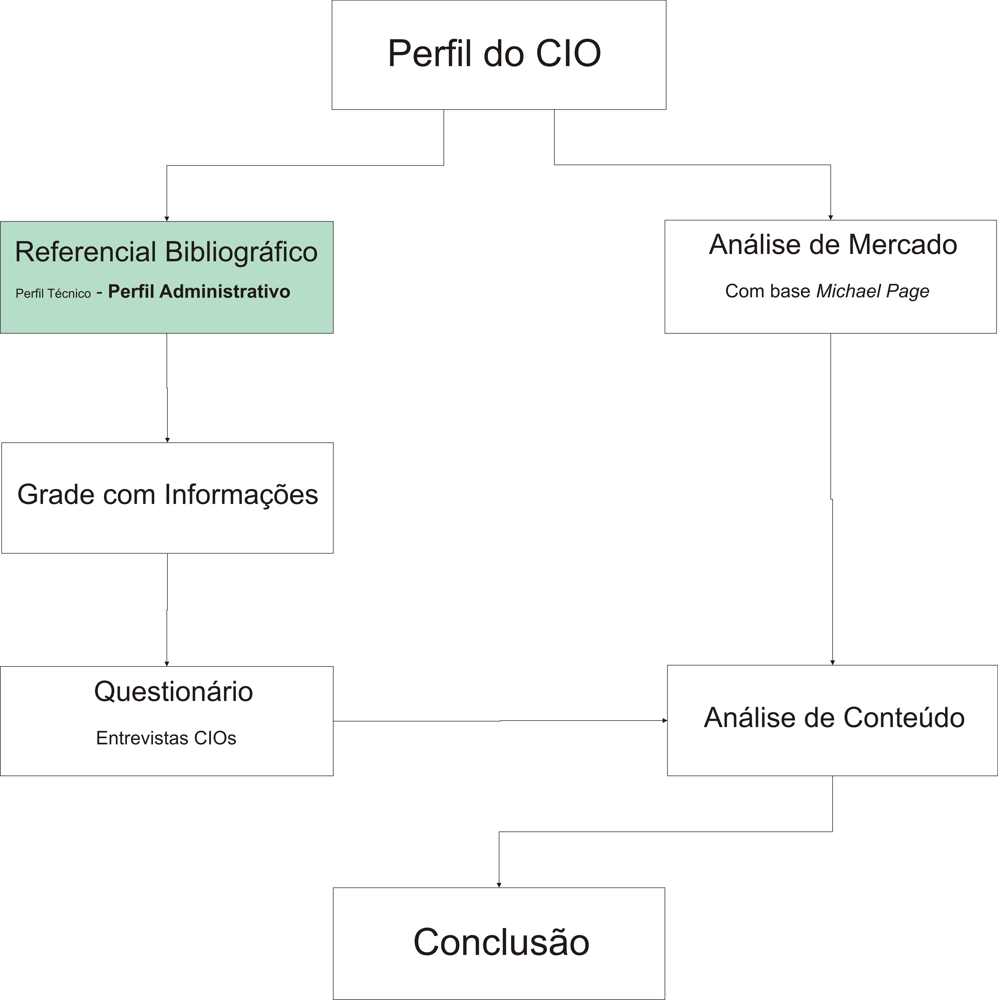 Perfil do CIO
Referencial Bibliográfico
Perfil Técnico - Perfil Administrativo
Análise de Mercado
Com base Michael Page
Grade com Informações
Questionário
Entrevistas CIOs
Análise de Conteúdo
Conclusão